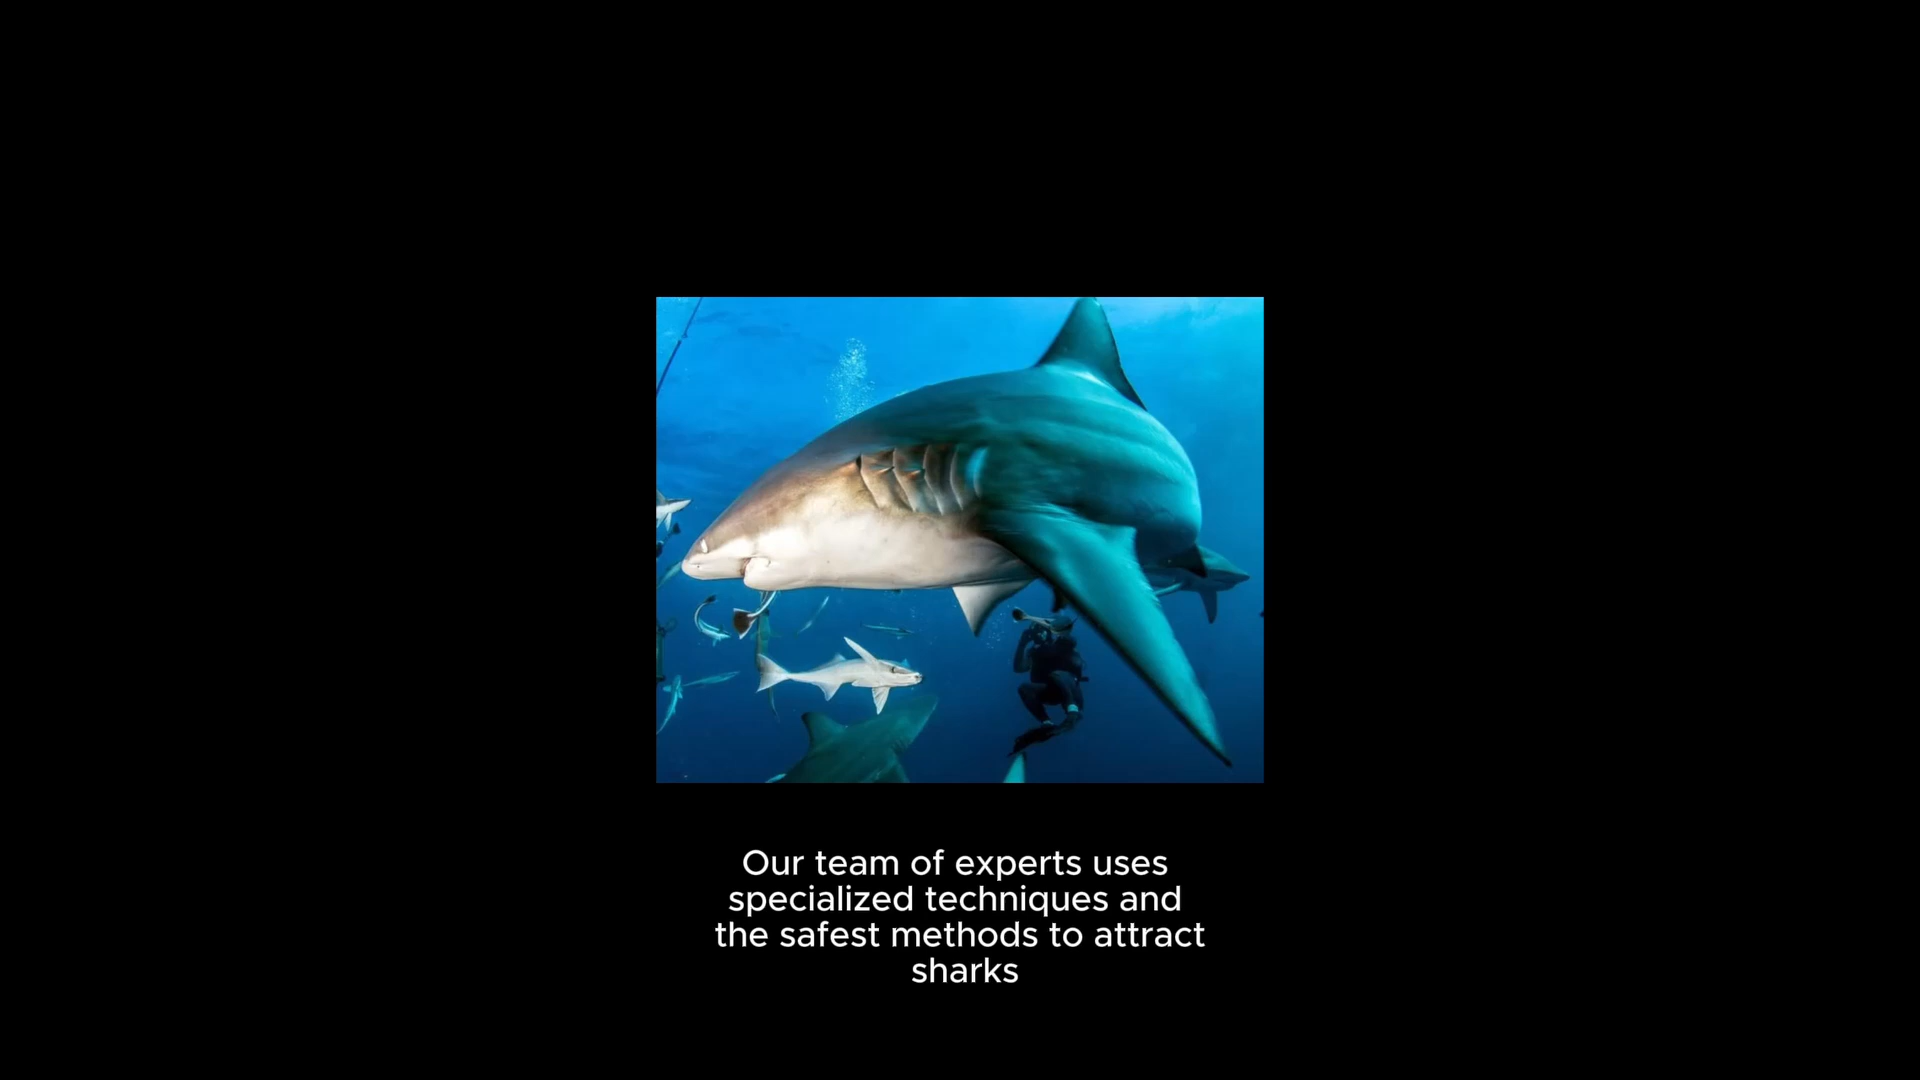 Our team of experts uses
specialized techniques and
the safest methods to attract
sharks